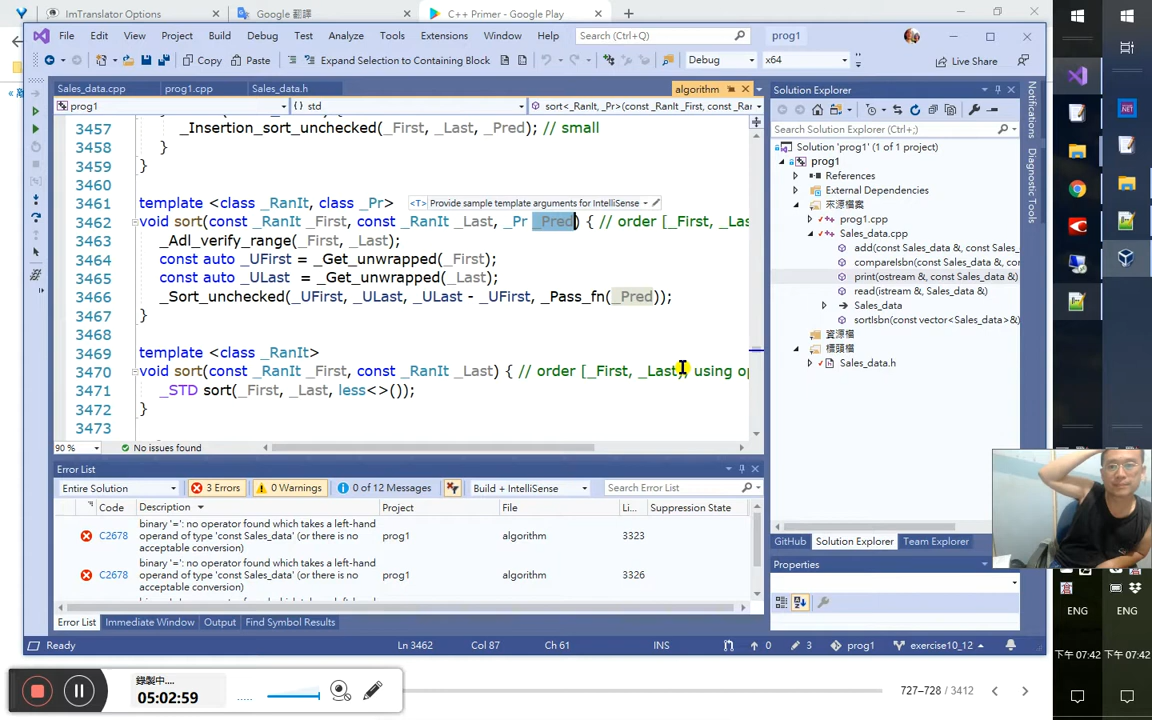 ImTranslator Options
Google 翻譯
C++ Primer - Google Play
File Edit View Project Build Debug Test Analyze Tools Extensions Window Help Search (Ctrl+Q) prog1
Copy Paste Expand Selection to Containing Block Debug x64 Live Share
Sales_data.cpp prog1.cpp Sales_data.h algorithm
prog1 std sort<_RanIt, _Pr>(const _RanIt _First, const _Rar
3457 _Insertion_sort_unchecked(_First, _Last, _Pred); // small
3458 }
3459 }
3460
3461 template <class _RanIt, class _Pr> <T> Provide sample template arguments for IntelliSense
3462 void sort(const _RanIt _First, const _RanIt _Last, _Pr _Pred) { // order [_First, _Las
3463 _Adl_verify_range(_First, _Last);
3464 const auto _UFirst = _Get_unwrapped(_First);
3465 const auto _ULast = _Get_unwrapped(_Last);
3466 _Sort_unchecked(_UFirst, _ULast, _ULast - _UFirst, _Pass_fn(_Pred));
3467 }
3468
3469 template <class _RanIt>
3470 void sort(const _RanIt _First, const _RanIt _Last) { // order [_First, _Last), using op
3471 _STD sort(_First, _Last, less<>());
3472 }
3473
90 % No issues found
Solution Explorer
Search Solution Explorer (Ctrl+;)
Solution 'prog1' (1 of 1 project)
prog1
References
External Dependencies
來源檔案
prog1.cpp
Sales_data.cpp
add(Sales_data &, const Sales_data
compareIsbn(const Sales_data &, co
print(ostream &, const Sales_data &)
read(istream &, Sales_data &)
Sales_data
sortIsbn(const vector<Sales_data>&
資源檔
標頭檔
Sales_data.h
GitHub Solution Explorer Team Explorer
Properties
Notifications
Diagnostic Tools
Error List
Entire Solution 3 Errors 0 Warnings 0 of 12 Messages Build + IntelliSense Search Error List
Code Description Project File Li... Suppression State
C2678 binary '=': no operator found which takes a left-hand operand of type 'const Sales_data' (or there is no acceptable conversion) prog1 algorithm 3323
C2678 binary '=': no operator found which takes a left-hand operand of type 'const Sales_data' (or there is no acceptable conversion) prog1 algorithm 3326
Error List Immediate Window Output Find Symbol Results
Ready Ln 3462 Col 87 Ch 61 INS 0 3 prog1 exercise10_12
錄製中....
05:02:59
727–728 / 3412
ENG ENG
下午 07:42 下午 07:42